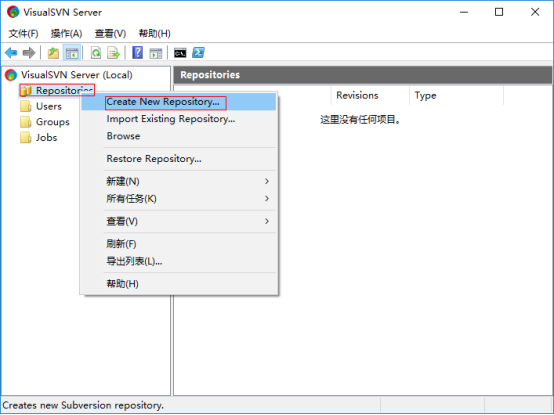 VisualSVN Server
文件(F) 操作(A) 查看(V) 帮助(H)
VisualSVN Server (Local)
Repositories
Users
Groups
Jobs
Repositories
Revisions Type
这里没有任何项目。
Create New Repository...
Import Existing Repository...
Browse
Restore Repository...
新建(N)
所有任务(K)
查看(V)
刷新(F)
导出列表(L)...
帮助(H)
Creates new Subversion repository.